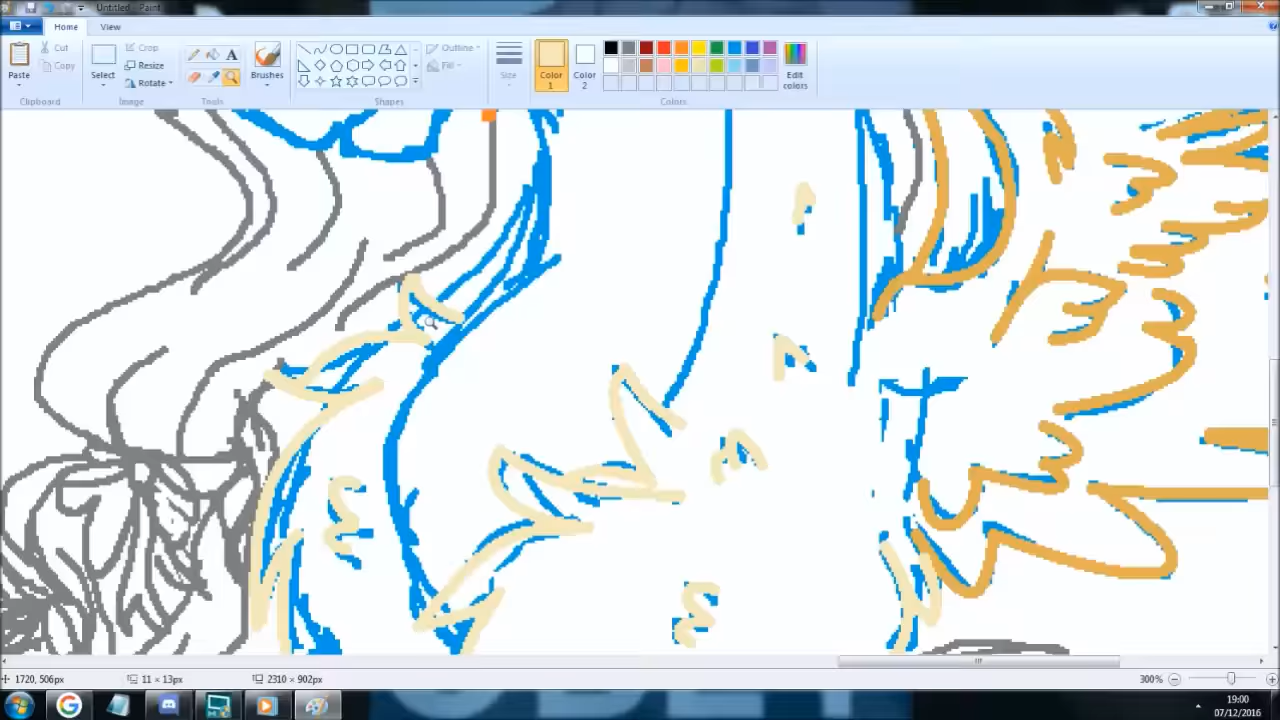 Untitled - Paint
Home View
Paste
Cut
Copy
Clipboard
Select
Crop
Resize
Rotate
Image
A
Tools
Brushes
Outline
Fill
Shapes
Size
Color 1
Color 2
Edit colors
Colors
1720, 506px
11 × 13px
2310 × 902px
300%
19:00
07/12/2016